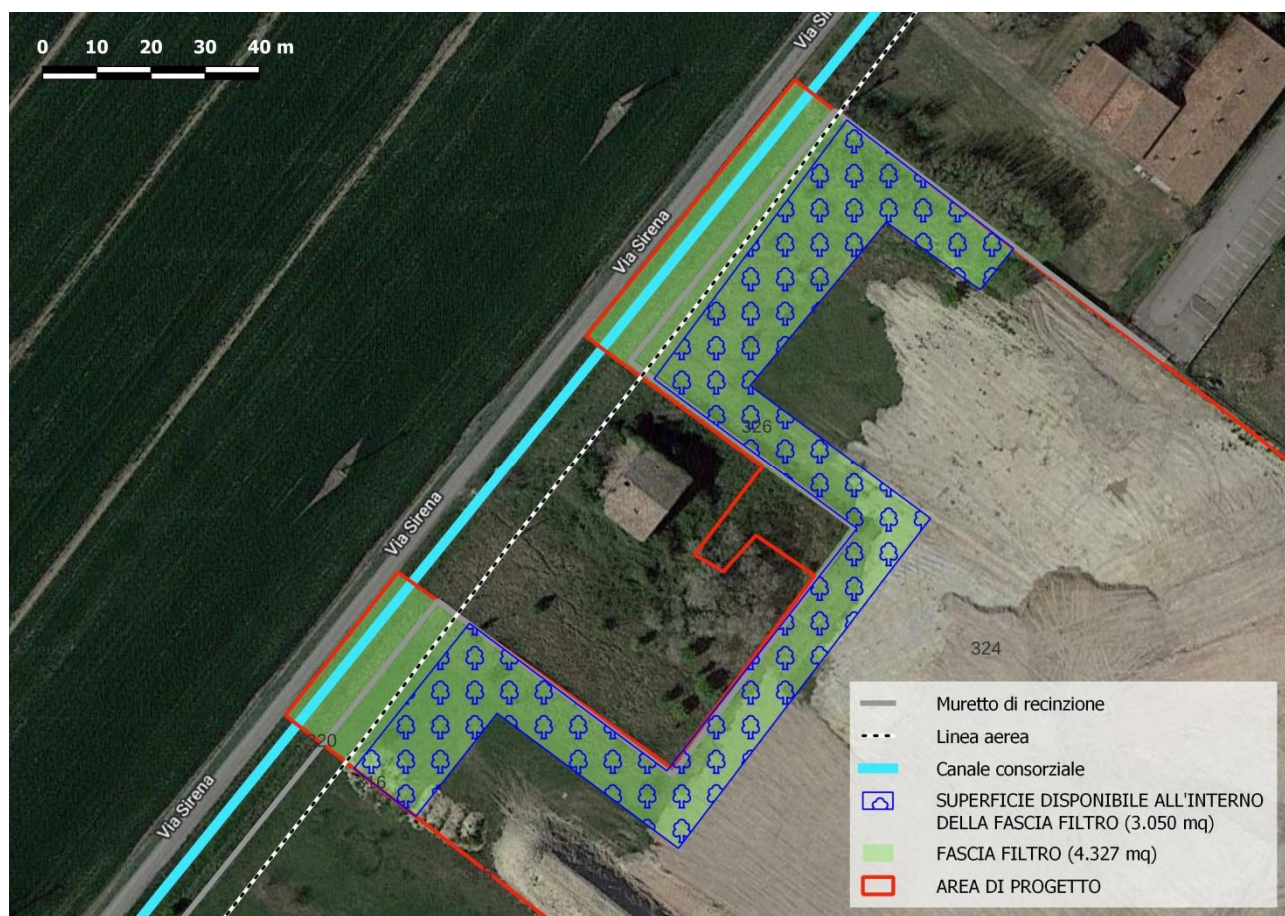 0 10 20 30 40 m
Via Sirena
Via Sirena
Via Sirena
326
324
320
316
Muretto di recinzione
Linea aerea
Canale consorziale
SUPERFICIE DISPONIBILE ALL'INTERNO
DELLA FASCIA FILTRO (3.050 mq)
FASCIA FILTRO (4.327 mq)
AREA DI PROGETTO